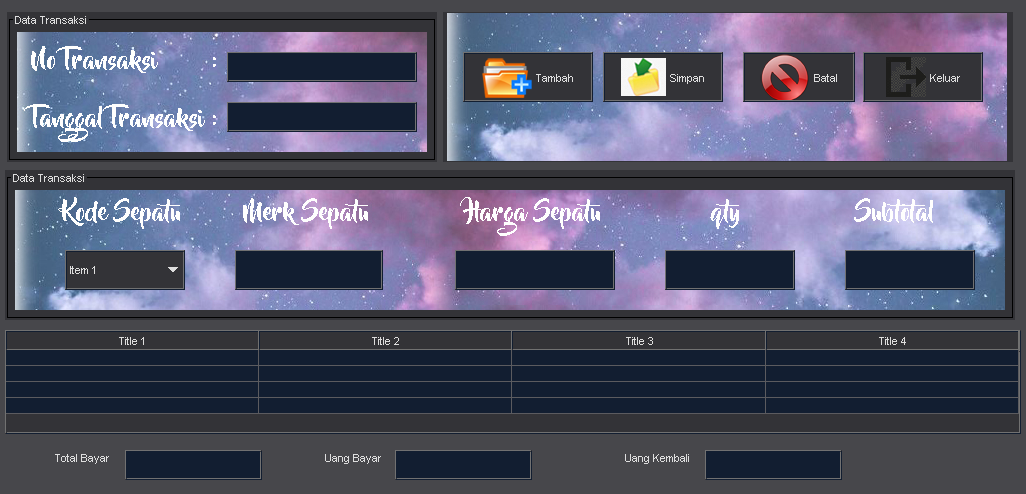 Data Transaksi
No Transaksi :
Tanggal Transaksi :
Tambah Simpan Batal Keluar
Data Transaksi
Kode Sepatu Merk Sepatu Harga Sepatu qty Subtotal
Item 1
Title 1 Title 2 Title 3 Title 4
Total Bayar Uang Bayar Uang Kembali